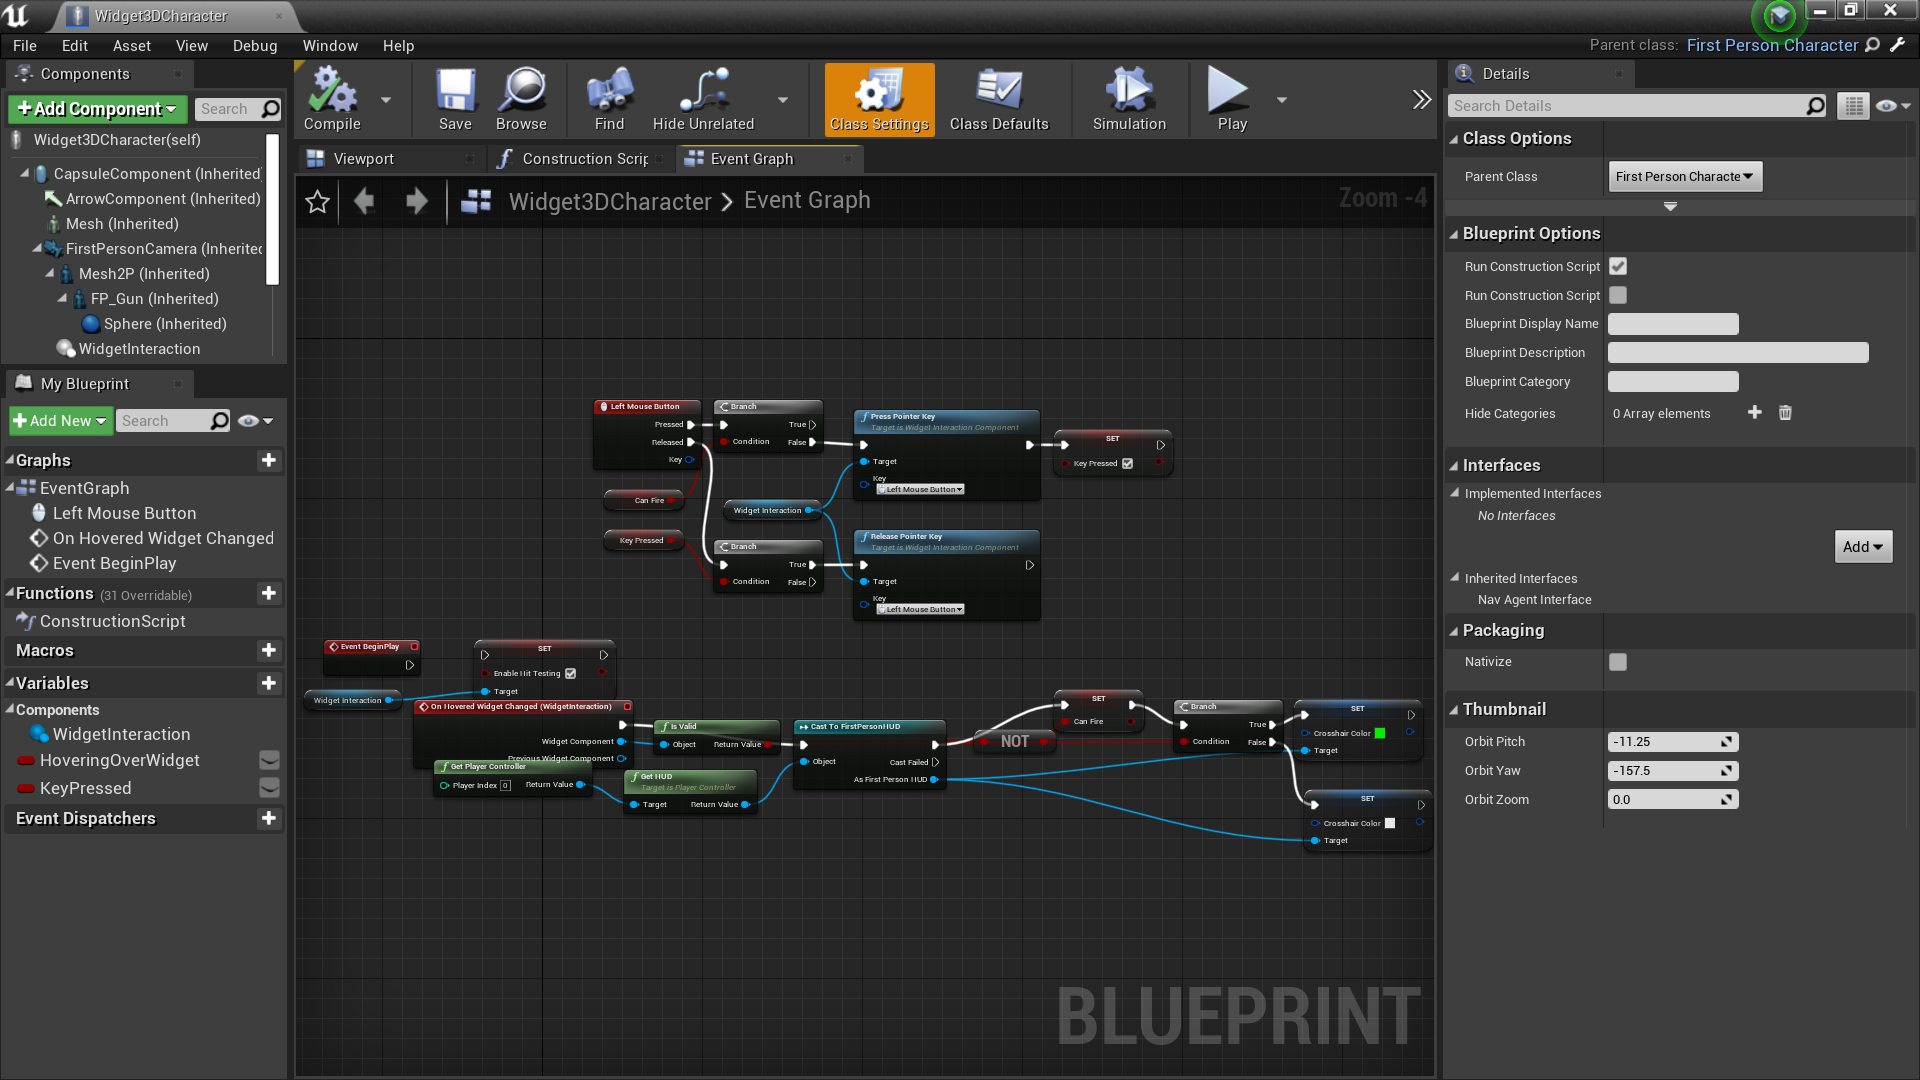 Widget3DCharacter
File Edit Asset View Debug Window Help
Parent class: First Person Character
Components
Add Component
Search
Widget3DCharacter(self)
CapsuleComponent (Inherited)
ArrowComponent (Inherited)
Mesh (Inherited)
FirstPersonCamera (Inherited
Mesh2P (Inherited)
FP_Gun (Inherited)
Sphere (Inherited)
WidgetInteraction
My Blueprint
Add New
Search
Graphs
EventGraph
Left Mouse Button
On Hovered Widget Changed
Event BeginPlay
Functions (31 Overridable)
ConstructionScript
Macros
Variables
Components
WidgetInteraction
HoveringOverWidget
KeyPressed
Event Dispatchers
Compile
Save
Browse
Find
Hide Unrelated
Class Settings
Class Defaults
Simulation
Play
Viewport
Construction Scrip
Event Graph
Widget3DCharacter > Event Graph
Zoom -4
Left Mouse Button
Pressed
Released
Key
Branch
True
Condition False
Press Pointer Key
Target is Widget Interaction Component
Target
Key
Left Mouse Button
SET
Key Pressed
Can Fire
Widget Interaction
Key Pressed
Branch
True
Condition False
Release Pointer Key
Target is Widget Interaction Component
Target
Key
Left Mouse Button
Event BeginPlay
SET
Enable Hit Testing
Target
Widget Interaction
On Hovered Widget Changed (WidgetInteraction)
Widget Component
Previous Widget Component
Is Valid
Object Return Value
Get Player Controller
Player Index 0 Return Value
Get HUD
Target is Player Controller
Target Return Value
Cast To FirstPersonHUD
Object
Cast Failed
As First Person HUD
NOT
SET
Can Fire
Branch
True
Condition False
SET
Crosshair Color
Target
SET
Crosshair Color
Target
BLUEPRINT
Details
Search Details
Class Options
Parent Class First Person Characte
Blueprint Options
Run Construction Script
Run Construction Script
Blueprint Display Name
Blueprint Description
Blueprint Category
Hide Categories 0 Array elements
Interfaces
Implemented Interfaces
No Interfaces
Add
Inherited Interfaces
Nav Agent Interface
Packaging
Nativize
Thumbnail
Orbit Pitch -11.25
Orbit Yaw -157.5
Orbit Zoom 0.0